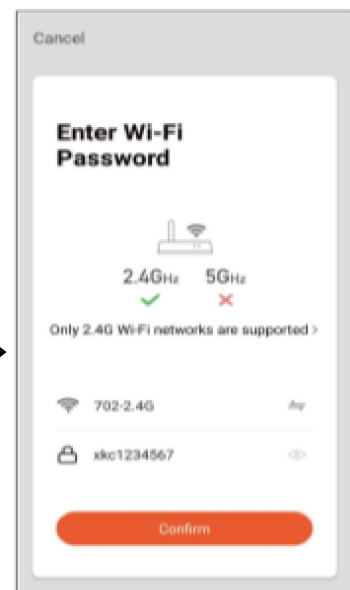 Cancel
Enter Wi-Fi
Password
2.4GHz 5GHz
Only 2.4G Wi-Fi networks are supported >
702-2.4G
xkc1234567
Confirm